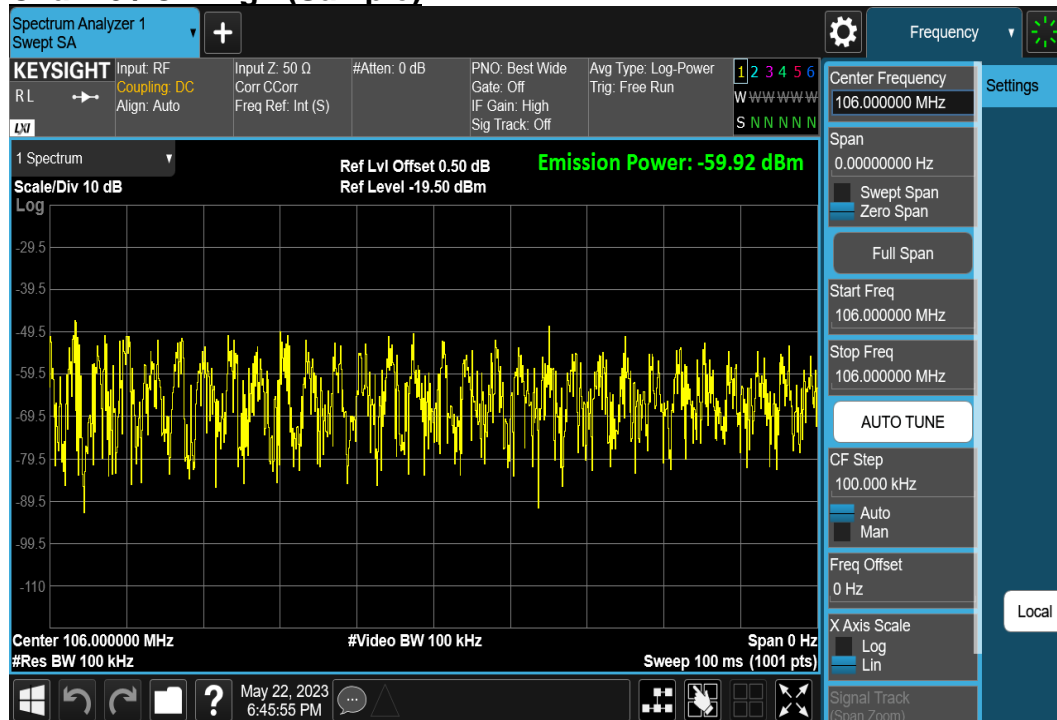 Spectrum Analyzer 1
Swept SA
Frequency
KEYSIGHT
R L
LXI
Input: RF
Coupling: DC
Align: Auto
Input Z: 50 Ω
Corr CCorr
Freq Ref: Int (S)
#Atten: 0 dB
PNO: Best Wide
Gate: Off
IF Gain: High
Sig Track: Off
Avg Type: Log-Power
Trig: Free Run
1 2 3 4 5 6
W W W W W W
S N N N N N
Center Frequency
106.000000 MHz
Settings
Span
0.00000000 Hz
Swept Span
Zero Span
Full Span
Start Freq
106.000000 MHz
Stop Freq
106.000000 MHz
AUTO TUNE
CF Step
100.000 kHz
Auto
Man
Freq Offset
0 Hz
X Axis Scale
Log
Lin
Signal Track
(Span Zoom)
Local
1 Spectrum
Scale/Div 10 dB
Log
Ref Lvl Offset 0.50 dB
Ref Level -19.50 dBm
Emission Power: -59.92 dBm
-29.5
-39.5
-49.5
-59.5
-69.5
-79.5
-89.5
-99.5
-110
Center 106.000000 MHz
#Video BW 100 kHz
Span 0 Hz
#Res BW 100 kHz
Sweep 100 ms (1001 pts)
?
May 22, 2023
6:45:55 PM